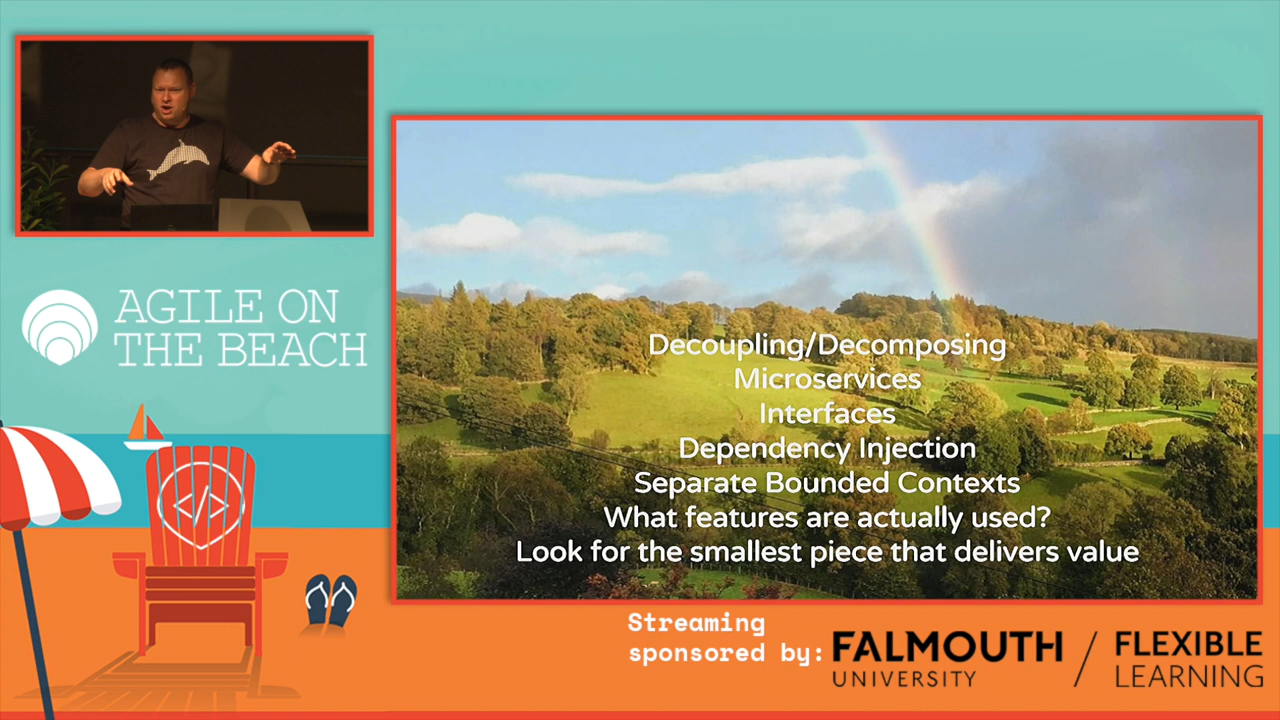 AGILE ON
THE BEACH
</>
Decoupling/Decomposing
Microservices
Interfaces
Dependency Injection
Separate Bounded Contexts
What features are actually used?
Look for the smallest piece that delivers value
Streaming
sponsored by:
FALMOUTH
UNIVERSITY
/
FLEXIBLE
LEARNING